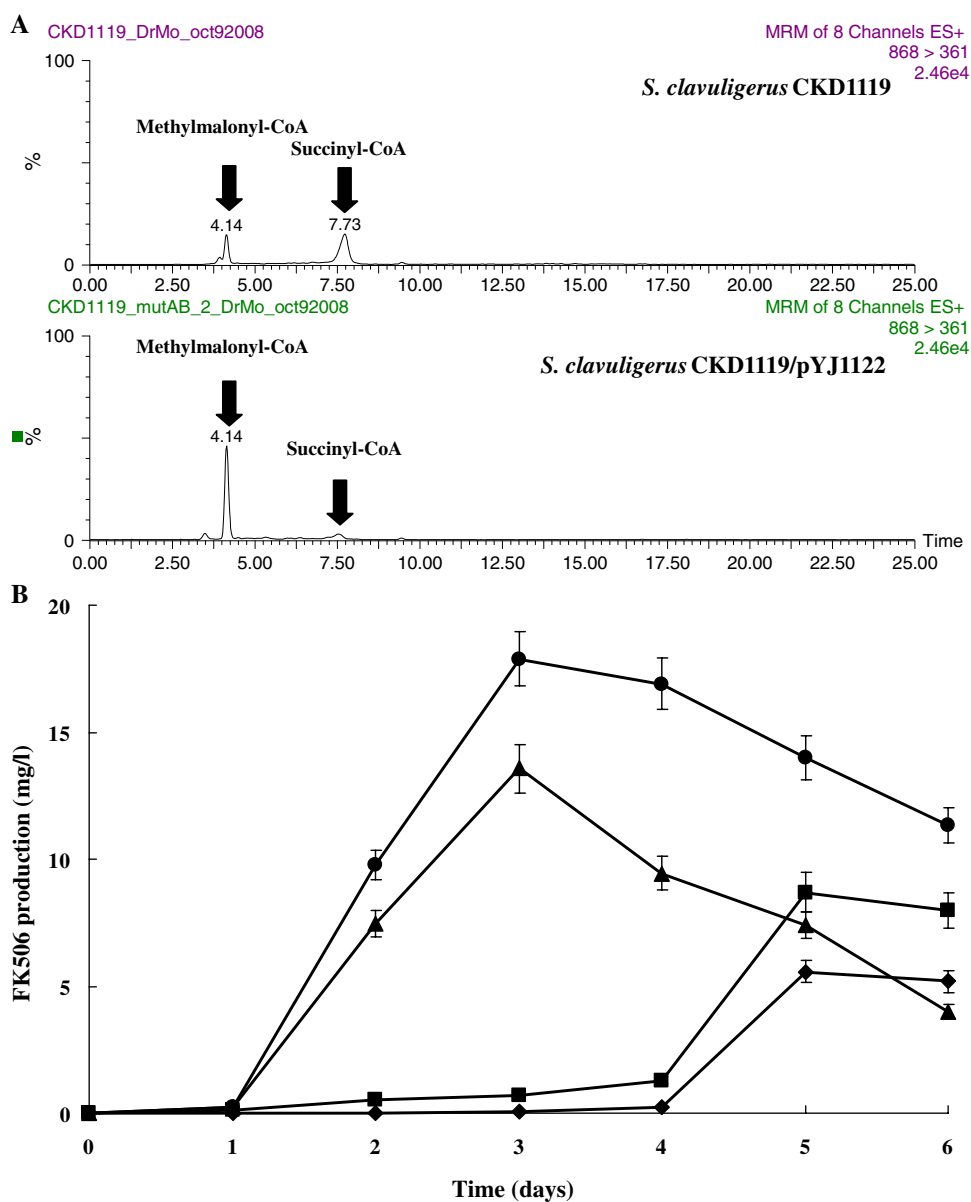 A
CKD1119_DrMo_oct92008
MRM of 8 Channels ES+
868 > 361
2.46e4
100
S. clavuligerus CKD1119
Methylmalonyl-CoA
Succinyl-CoA
%
4.14
7.73
0
0.00 2.50 5.00 7.50 10.00 12.50 15.00 17.50 20.00 22.50 25.00
CKD1119_mutAB_2_DrMo_oct92008
MRM of 8 Channels ES+
868 > 361
2.46e4
100
Methylmalonyl-CoA
S. clavuligerus CKD1119/pYJ1122
%
4.14
Succinyl-CoA
0
Time
0.00 2.50 5.00 7.50 10.00 12.50 15.00 17.50 20.00 22.50 25.00
B
20
15
10
5
0
FK506 production (mg/l)
0 1 2 3 4 5 6
Time (days)